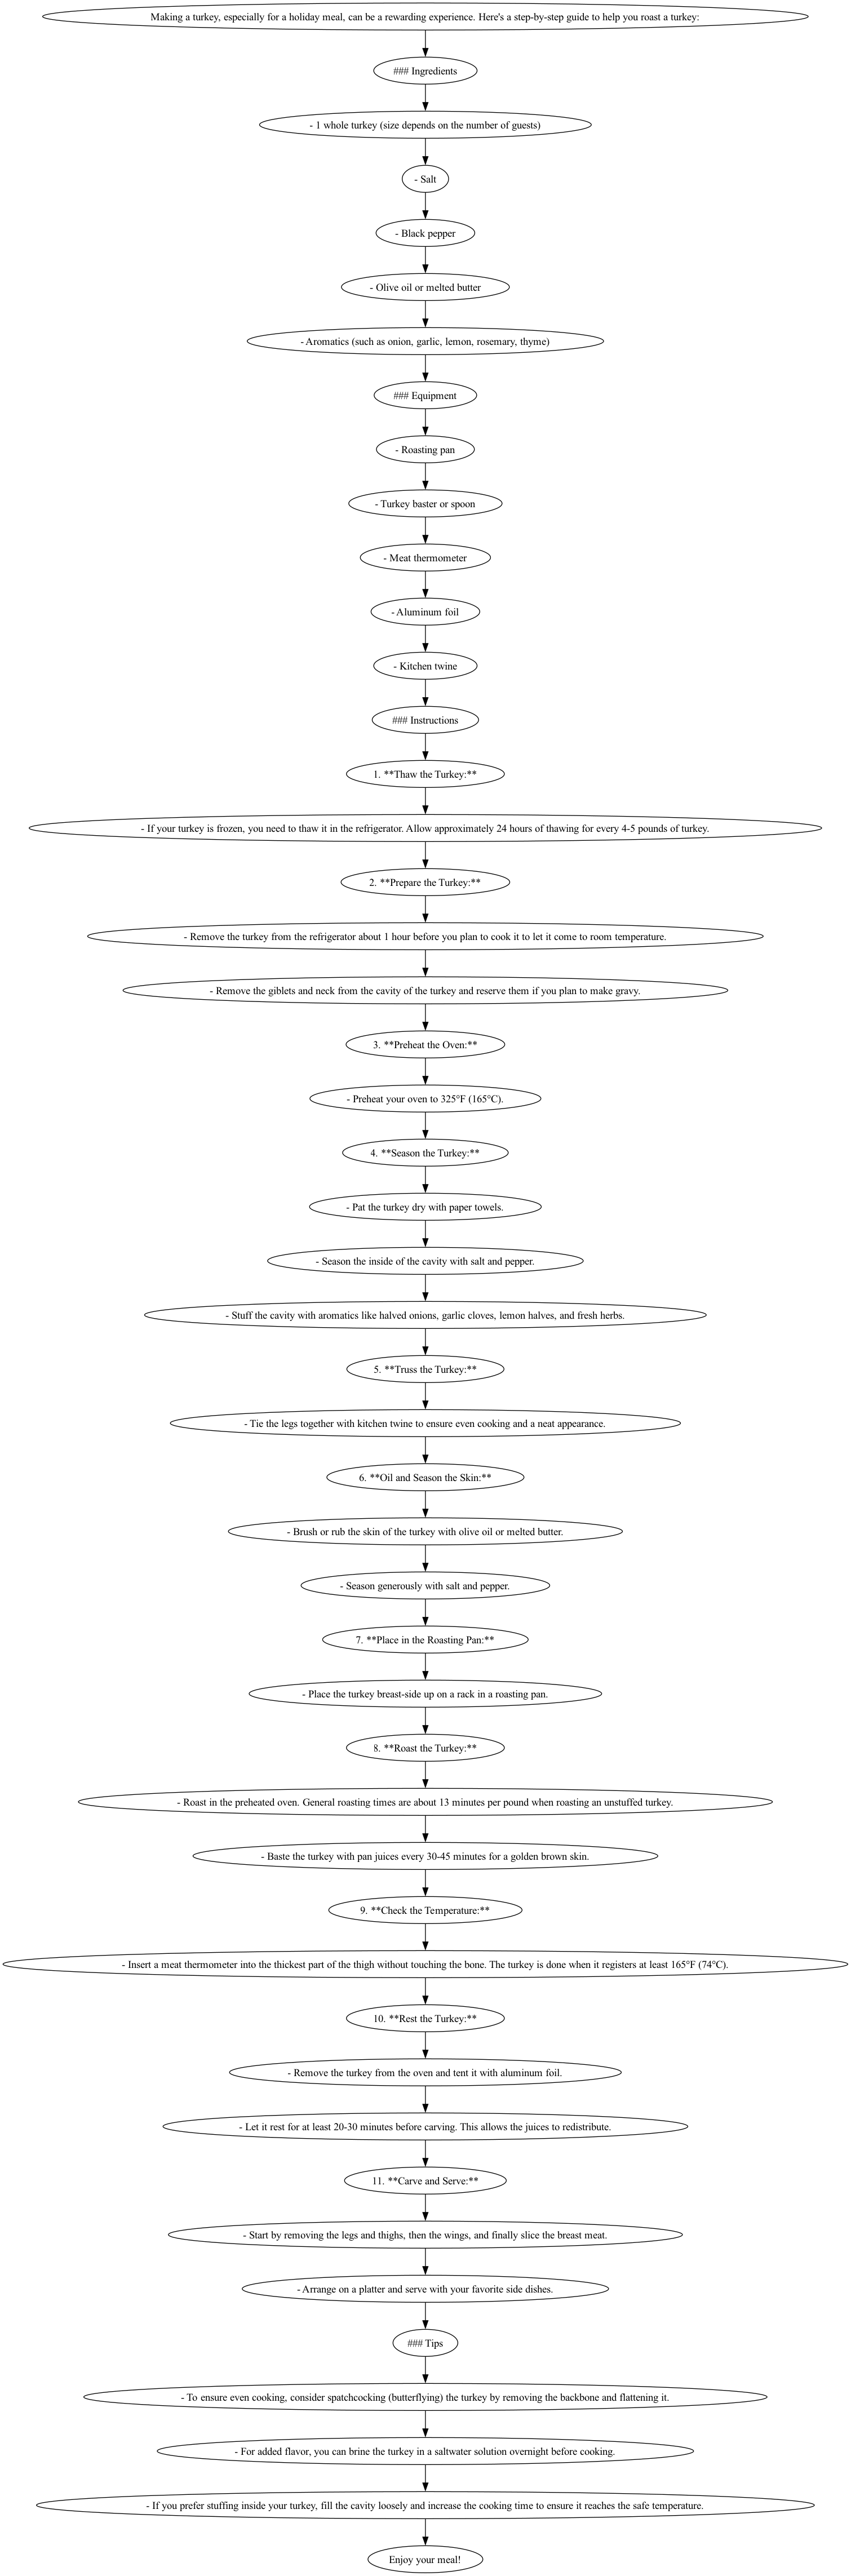 Making a turkey, especially for a holiday meal, can be a rewarding experience. Here's a step-by-step guide to help you roast a turkey:
### Ingredients
- 1 whole turkey (size depends on the number of guests)
- Salt
- Black pepper
- Olive oil or melted butter
- Aromatics (such as onion, garlic, lemon, rosemary, thyme)
### Equipment
- Roasting pan
- Turkey baster or spoon
- Meat thermometer
- Aluminum foil
- Kitchen twine
### Instructions
1. **Thaw the Turkey:**
- If your turkey is frozen, you need to thaw it in the refrigerator. Allow approximately 24 hours of thawing for every 4-5 pounds of turkey.
2. **Prepare the Turkey:**
- Remove the turkey from the refrigerator about 1 hour before you plan to cook it to let it come to room temperature.
- Remove the giblets and neck from the cavity of the turkey and reserve them if you plan to make gravy.
3. **Preheat the Oven:**
- Preheat your oven to 325°F (165°C).
4. **Season the Turkey:**
- Pat the turkey dry with paper towels.
- Season the inside of the cavity with salt and pepper.
- Stuff the cavity with aromatics like halved onions, garlic cloves, lemon halves, and fresh herbs.
5. **Truss the Turkey:**
- Tie the legs together with kitchen twine to ensure even cooking and a neat appearance.
6. **Oil and Season the Skin:**
- Brush or rub the skin of the turkey with olive oil or melted butter.
- Season generously with salt and pepper.
7. **Place in the Roasting Pan:**
- Place the turkey breast-side up on a rack in a roasting pan.
8. **Roast the Turkey:**
- Roast in the preheated oven. General roasting times are about 13 minutes per pound when roasting an unstuffed turkey.
- Baste the turkey with pan juices every 30-45 minutes for a golden brown skin.
9. **Check the Temperature:**
- Insert a meat thermometer into the thickest part of the thigh without touching the bone. The turkey is done when it registers at least 165°F (74°C).
10. **Rest the Turkey:**
- Remove the turkey from the oven and tent it with aluminum foil.
- Let it rest for at least 20-30 minutes before carving. This allows the juices to redistribute.
11. **Carve and Serve:**
- Start by removing the legs and thighs, then the wings, and finally slice the breast meat.
- Arrange on a platter and serve with your favorite side dishes.
### Tips
- To ensure even cooking, consider spatchcocking (butterflying) the turkey by removing the backbone and flattening it.
- For added flavor, you can brine the turkey in a saltwater solution overnight before cooking.
- If you prefer stuffing inside your turkey, fill the cavity loosely and increase the cooking time to ensure it reaches the safe temperature.
Enjoy your meal!